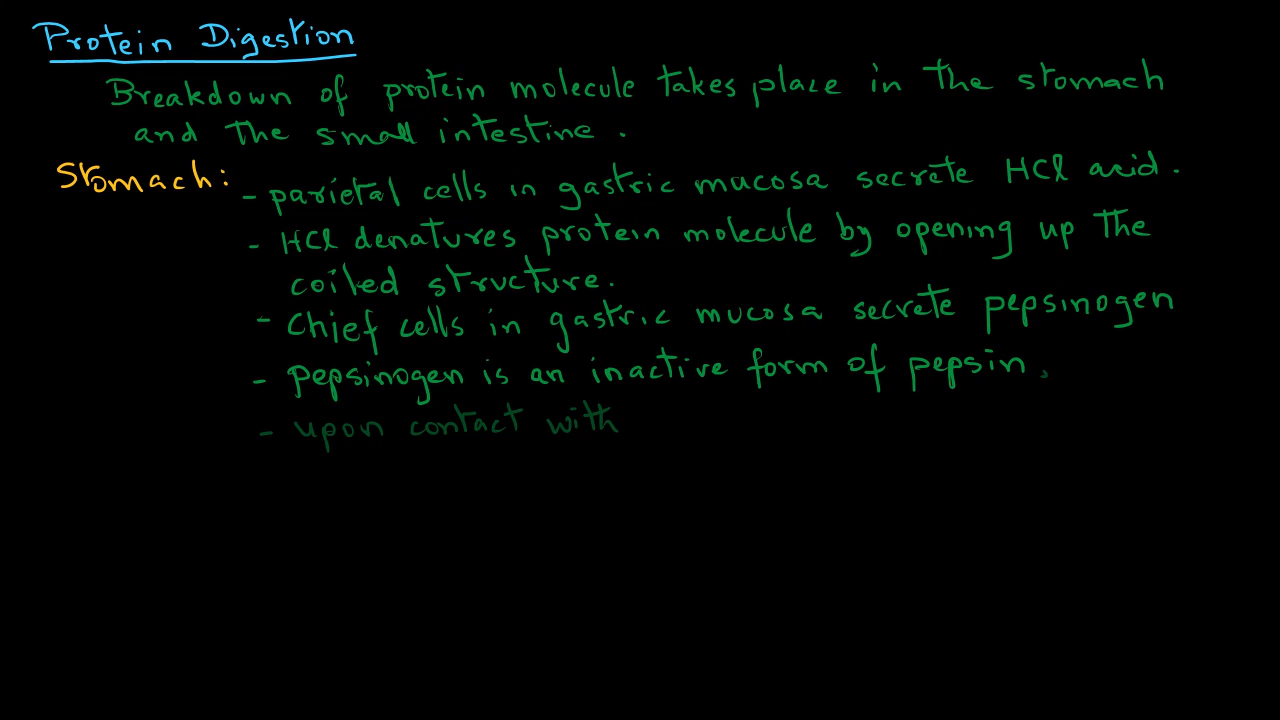 Protein Digestion
Breakdown of protein molecule takes place in the stomach
and the small intestine.
Stomach:
- parietal cells in gastric mucosa secrete HCl acid.
- HCl denatures protein molecule by opening up the
coiled structure.
- Chief cells in gastric mucosa secrete pepsinogen
- Pepsinogen is an inactive form of pepsin.
- upon contact with